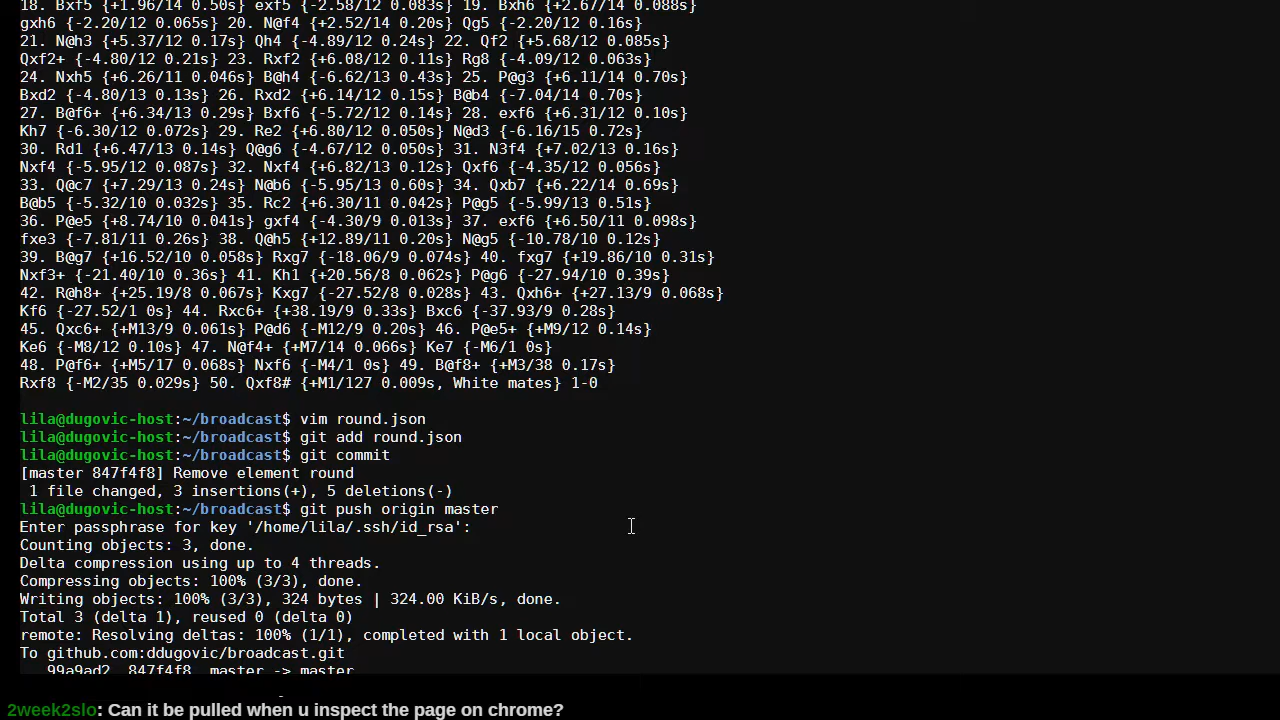 18. Bxf5 {+1.96/14 0.50s} exf5 {-2.58/12 0.083s} 19. Bxh6 {+2.67/14 0.088s}
gxh6 {-2.20/12 0.065s} 20. N@f4 {+2.52/14 0.20s} Qg5 {-2.20/12 0.16s}
21. N@h3 {+5.37/12 0.17s} Qh4 {-4.89/12 0.24s} 22. Qf2 {+5.68/12 0.085s}
Qxf2+ {-4.80/12 0.21s} 23. Rxf2 {+6.08/12 0.11s} Rg8 {-4.09/12 0.063s}
24. Nxh5 {+6.26/11 0.046s} B@h4 {-6.62/13 0.43s} 25. P@g3 {+6.11/14 0.70s}
Bxd2 {-4.80/13 0.13s} 26. Rxd2 {+6.14/12 0.15s} B@b4 {-7.04/14 0.70s}
27. B@f6+ {+6.34/13 0.29s} Bxf6 {-5.72/12 0.14s} 28. exf6 {+6.31/12 0.10s}
Kh7 {-6.30/12 0.072s} 29. Re2 {+6.80/12 0.050s} N@d3 {-6.16/15 0.72s}
30. Rd1 {+6.47/13 0.14s} Q@g6 {-4.67/12 0.050s} 31. N3f4 {+7.02/13 0.16s}
Nxf4 {-5.95/12 0.087s} 32. Nxf4 {+6.82/13 0.12s} Qxf6 {-4.35/12 0.056s}
33. Q@c7 {+7.29/13 0.24s} N@b6 {-5.95/13 0.60s} 34. Qxb7 {+6.22/14 0.69s}
B@b5 {-5.32/10 0.032s} 35. Rc2 {+6.30/11 0.042s} P@g5 {-5.99/13 0.51s}
36. P@e5 {+8.74/10 0.041s} gxf4 {-4.30/9 0.013s} 37. exf6 {+6.50/11 0.098s}
fxe3 {-7.81/11 0.26s} 38. Q@h5 {+12.89/11 0.20s} N@g5 {-10.78/10 0.12s}
39. B@g7 {+16.52/10 0.058s} Rxg7 {-18.06/9 0.074s} 40. fxg7 {+19.86/10 0.31s}
Nxf3+ {-21.40/10 0.36s} 41. Kh1 {+20.56/8 0.062s} P@g6 {-27.94/10 0.39s}
42. R@h8+ {+25.19/8 0.067s} Kxg7 {-27.52/8 0.028s} 43. Qxh6+ {+27.13/9 0.068s}
Kf6 {-27.52/1 0s} 44. Rxc6+ {+38.19/9 0.33s} Bxc6 {-37.93/9 0.28s}
45. Qxc6+ {+M13/9 0.061s} P@d6 {-M12/9 0.20s} 46. P@e5+ {+M9/12 0.14s}
Ke6 {-M8/12 0.10s} 47. N@f4+ {+M7/14 0.066s} Ke7 {-M6/1 0s}
48. P@f6+ {+M5/17 0.068s} Nxf6 {-M4/1 0s} 49. B@f8+ {+M3/38 0.17s}
Rxf8 {-M2/35 0.029s} 50. Qxf8# {+M1/127 0.009s, White mates} 1-0
lila@dugovic-host:~/broadcast$ vim round.json
lila@dugovic-host:~/broadcast$ git add round.json
lila@dugovic-host:~/broadcast$ git commit
[master 847f4f8] Remove element round
1 file changed, 3 insertions(+), 5 deletions(-)
lila@dugovic-host:~/broadcast$ git push origin master
Enter passphrase for key '/home/lila/.ssh/id_rsa':
Counting objects: 3, done.
Delta compression using up to 4 threads.
Compressing objects: 100% (3/3), done.
Writing objects: 100% (3/3), 324 bytes | 324.00 KiB/s, done.
Total 3 (delta 1), reused 0 (delta 0)
remote: Resolving deltas: 100% (1/1), completed with 1 local object.
To github.com:ddugovic/broadcast.git
99a9ad2..847f4f8 master -> master
2week2slo: Can it be pulled when u inspect the page on chrome?